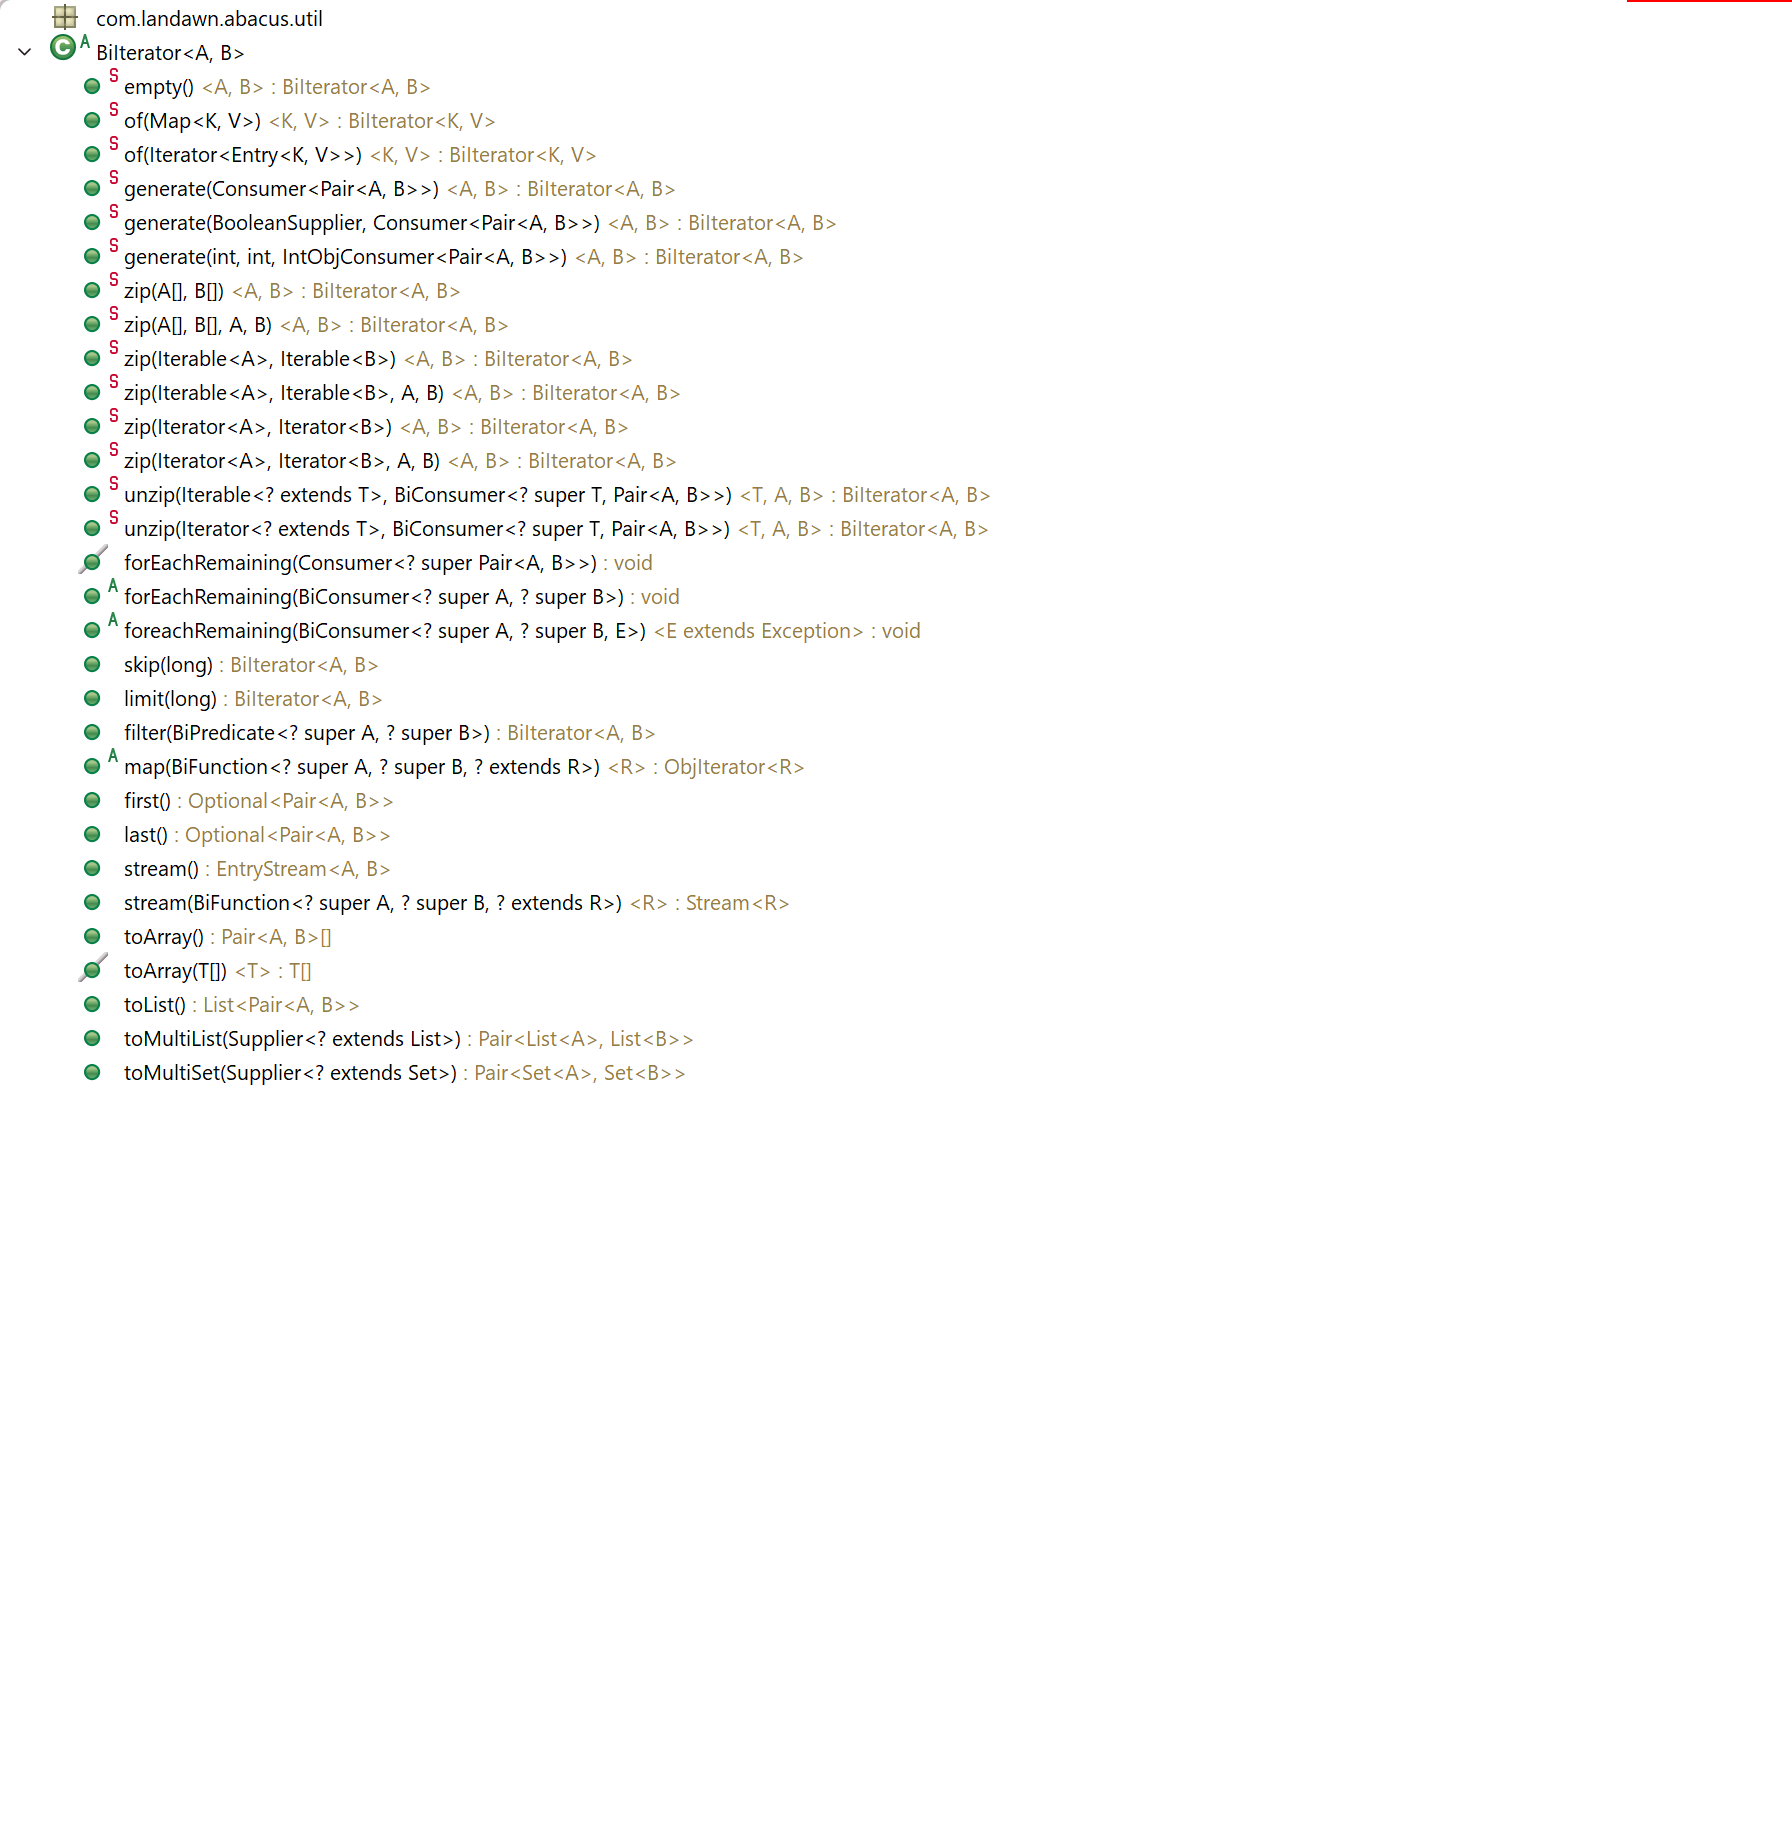 com.landawn.abacus.util
C A BiIterator<A, B>
S empty() <A, B> : BiIterator<A, B>
S of(Map<K, V>) <K, V> : BiIterator<K, V>
S of(Iterator<Entry<K, V>>) <K, V> : BiIterator<K, V>
S generate(Consumer<Pair<A, B>>) <A, B> : BiIterator<A, B>
S generate(BooleanSupplier, Consumer<Pair<A, B>>) <A, B> : BiIterator<A, B>
S generate(int, int, IntObjConsumer<Pair<A, B>>) <A, B> : BiIterator<A, B>
S zip(A[], B[]) <A, B> : BiIterator<A, B>
S zip(A[], B[], A, B) <A, B> : BiIterator<A, B>
S zip(Iterable<A>, Iterable<B>) <A, B> : BiIterator<A, B>
S zip(Iterable<A>, Iterable<B>, A, B) <A, B> : BiIterator<A, B>
S zip(Iterator<A>, Iterator<B>) <A, B> : BiIterator<A, B>
S zip(Iterator<A>, Iterator<B>, A, B) <A, B> : BiIterator<A, B>
S unzip(Iterable<? extends T>, BiConsumer<? super T, Pair<A, B>>) <T, A, B> : BiIterator<A, B>
S unzip(Iterator<? extends T>, BiConsumer<? super T, Pair<A, B>>) <T, A, B> : BiIterator<A, B>
forEachRemaining(Consumer<? super Pair<A, B>>) : void
A forEachRemaining(BiConsumer<? super A, ? super B>) : void
A foreachRemaining(BiConsumer<? super A, ? super B, E>) <E extends Exception> : void
skip(long) : BiIterator<A, B>
limit(long) : BiIterator<A, B>
filter(BiPredicate<? super A, ? super B>) : BiIterator<A, B>
A map(BiFunction<? super A, ? super B, ? extends R>) <R> : ObjIterator<R>
first() : Optional<Pair<A, B>>
last() : Optional<Pair<A, B>>
stream() : EntryStream<A, B>
stream(BiFunction<? super A, ? super B, ? extends R>) <R> : Stream<R>
toArray() : Pair<A, B>[]
toArray(T[]) <T> : T[]
toList() : List<Pair<A, B>>
toMultiList(Supplier<? extends List>) : Pair<List<A>, List<B>>
toMultiSet(Supplier<? extends Set>) : Pair<Set<A>, Set<B>>